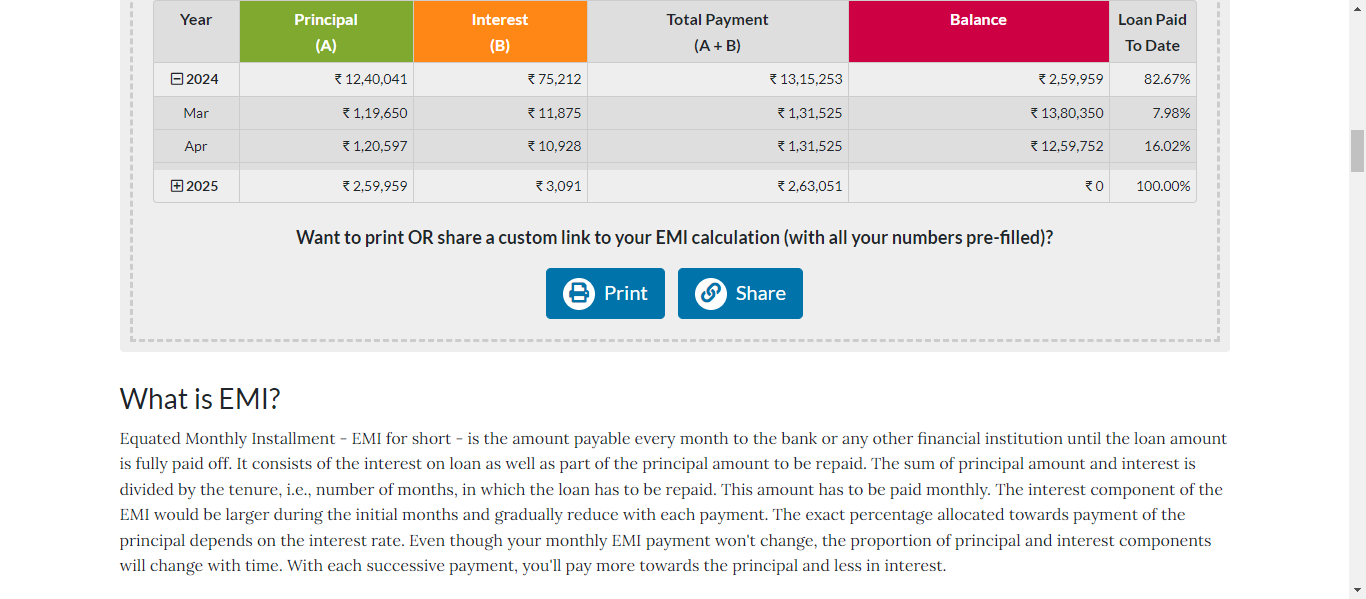 Year Principal Interest Total Payment Balance Loan Paid
(A) (B) (A + B) To Date
2024 ₹ 12,40,041 ₹ 75,212 ₹ 13,15,253 ₹ 2,59,959 82.67%
Mar ₹ 1,19,650 ₹ 11,875 ₹ 1,31,525 ₹ 13,80,350 7.98%
Apr ₹ 1,20,597 ₹ 10,928 ₹ 1,31,525 ₹ 12,59,752 16.02%
2025 ₹ 2,59,959 ₹ 3,091 ₹ 2,63,051 ₹ 0 100.00%
Want to print OR share a custom link to your EMI calculation (with all your numbers pre-filled)?
Print Share
What is EMI?
Equated Monthly Installment - EMI for short - is the amount payable every month to the bank or any other financial institution until the loan amount
is fully paid off. It consists of the interest on loan as well as part of the principal amount to be repaid. The sum of principal amount and interest is
divided by the tenure, i.e., number of months, in which the loan has to be repaid. This amount has to be paid monthly. The interest component of the
EMI would be larger during the initial months and gradually reduce with each payment. The exact percentage allocated towards payment of the
principal depends on the interest rate. Even though your monthly EMI payment won't change, the proportion of principal and interest components
will change with time. With each successive payment, you'll pay more towards the principal and less in interest.